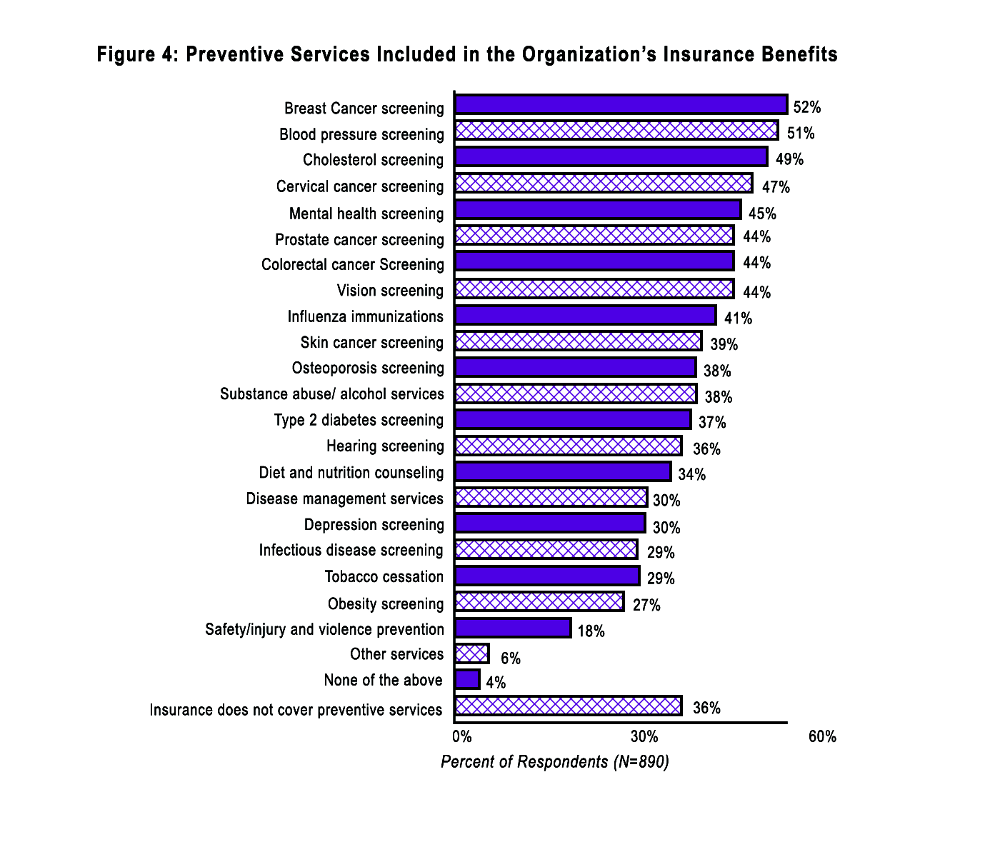 Figure 4: Preventive Services Included in the Organization's Insurance Benefits
Breast Cancer screening 52%
Blood pressure screening 51%
Cholesterol screening 49%
Cervical cancer screening 47%
Mental health screening 45%
Prostate cancer screening 44%
Colorectal cancer Screening 44%
Vision screening 44%
Influenza immunizations 41%
Skin cancer screening 39%
Osteoporosis screening 38%
Substance abuse/ alcohol services 38%
Type 2 diabetes screening 37%
Hearing screening 36%
Diet and nutrition counseling 34%
Disease management services 30%
Depression screening 30%
Infectious disease screening 29%
Tobacco cessation 29%
Obesity screening 27%
Safety/injury and violence prevention 18%
Other services 6%
None of the above 4%
Insurance does not cover preventive services 36%
0% 30% 60%
Percent of Respondents (N=890)